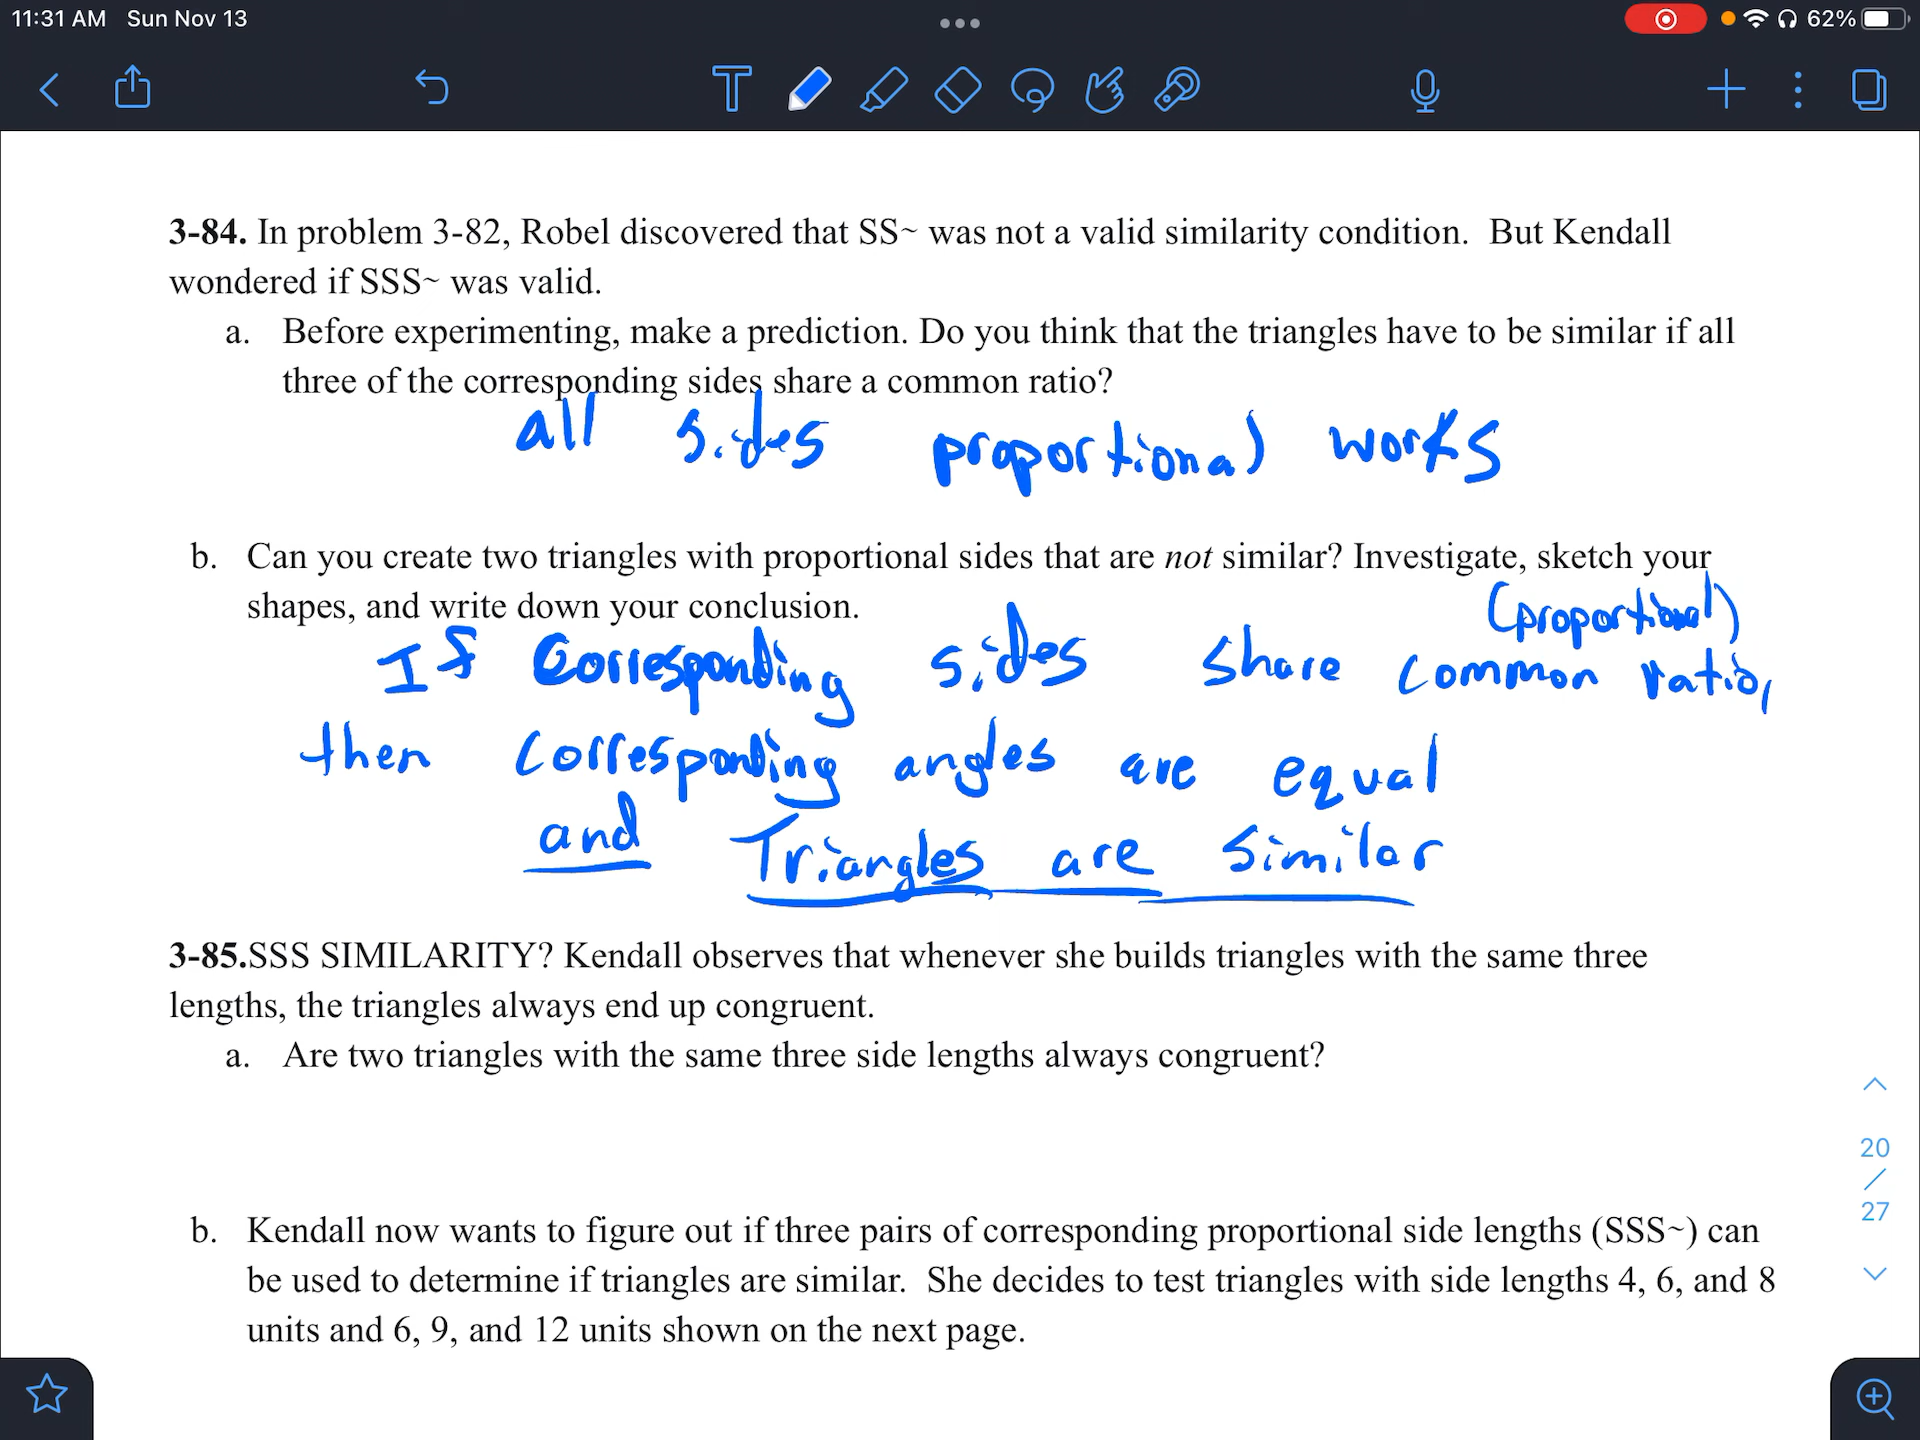 11:31 AM Sun Nov 13
62%
3-84. In problem 3-82, Robel discovered that SS~ was not a valid similarity condition.  But Kendall
wondered if SSS~ was valid.
a. Before experimenting, make a prediction. Do you think that the triangles have to be similar if all
three of the corresponding sides share a common ratio?
all sides proportional works
b. Can you create two triangles with proportional sides that are not similar? Investigate, sketch your
shapes, and write down your conclusion.
(proportional)
If Corresponding sides share common ratio,
then corresponding angles are equal
and Triangles are similar
3-85.SSS SIMILARITY? Kendall observes that whenever she builds triangles with the same three
lengths, the triangles always end up congruent.
a. Are two triangles with the same three side lengths always congruent?
20
/
27
b. Kendall now wants to figure out if three pairs of corresponding proportional side lengths (SSS~) can
be used to determine if triangles are similar.  She decides to test triangles with side lengths 4, 6, and 8
units and 6, 9, and 12 units shown on the next page.